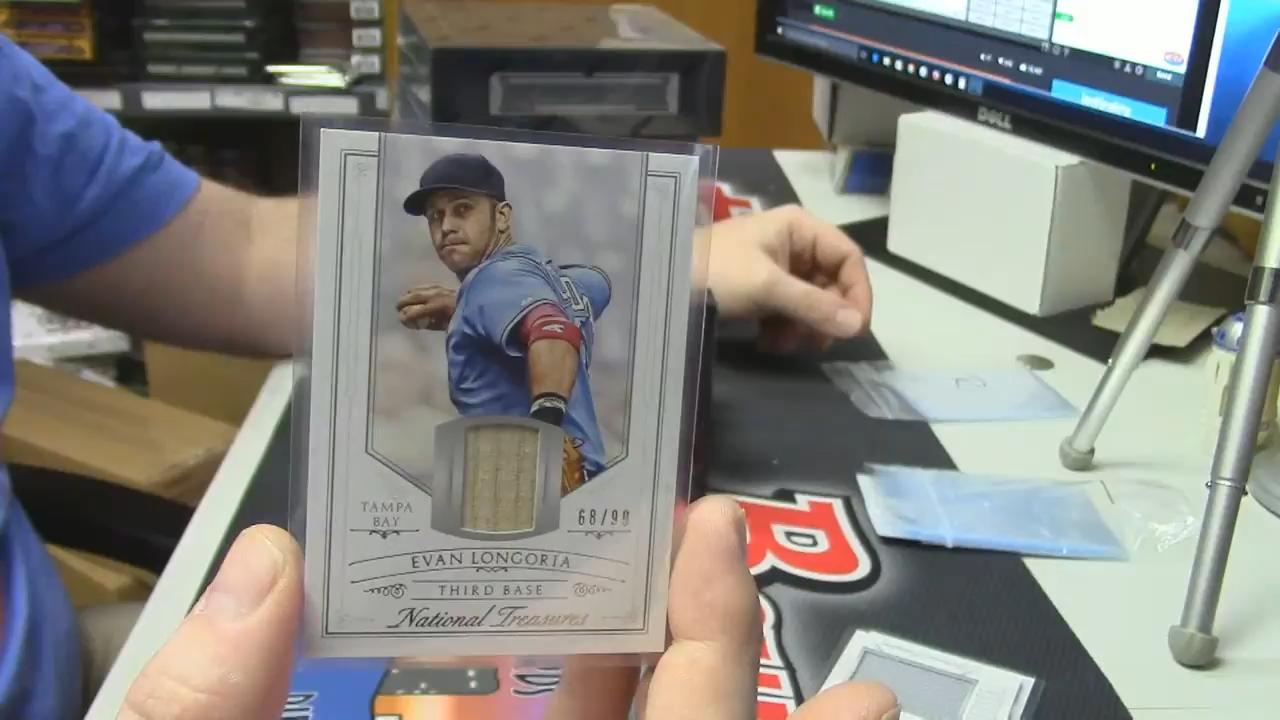 DELL
TAMPA
BAY
68/99
EVAN LONGORIA
THIRD BASE
National Treasures